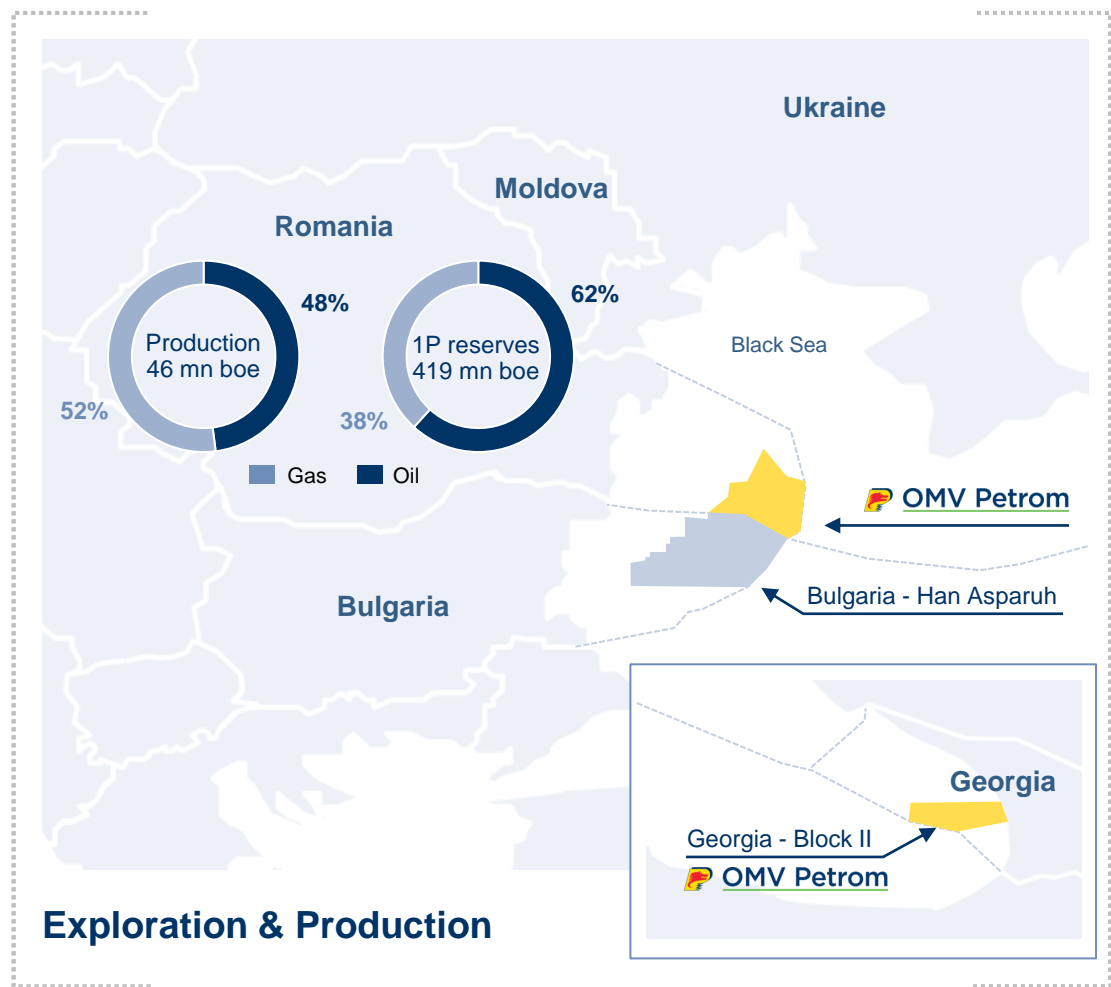 Ukraine
Moldova
Romania
48%
62%
Production
46 mn boe
1P reserves
419 mn boe
Black Sea
52%
38%
Gas
Oil
OMV Petrom
Bulgaria - Han Asparuh
Bulgaria
Georgia
Georgia - Block II
OMV Petrom
Exploration & Production